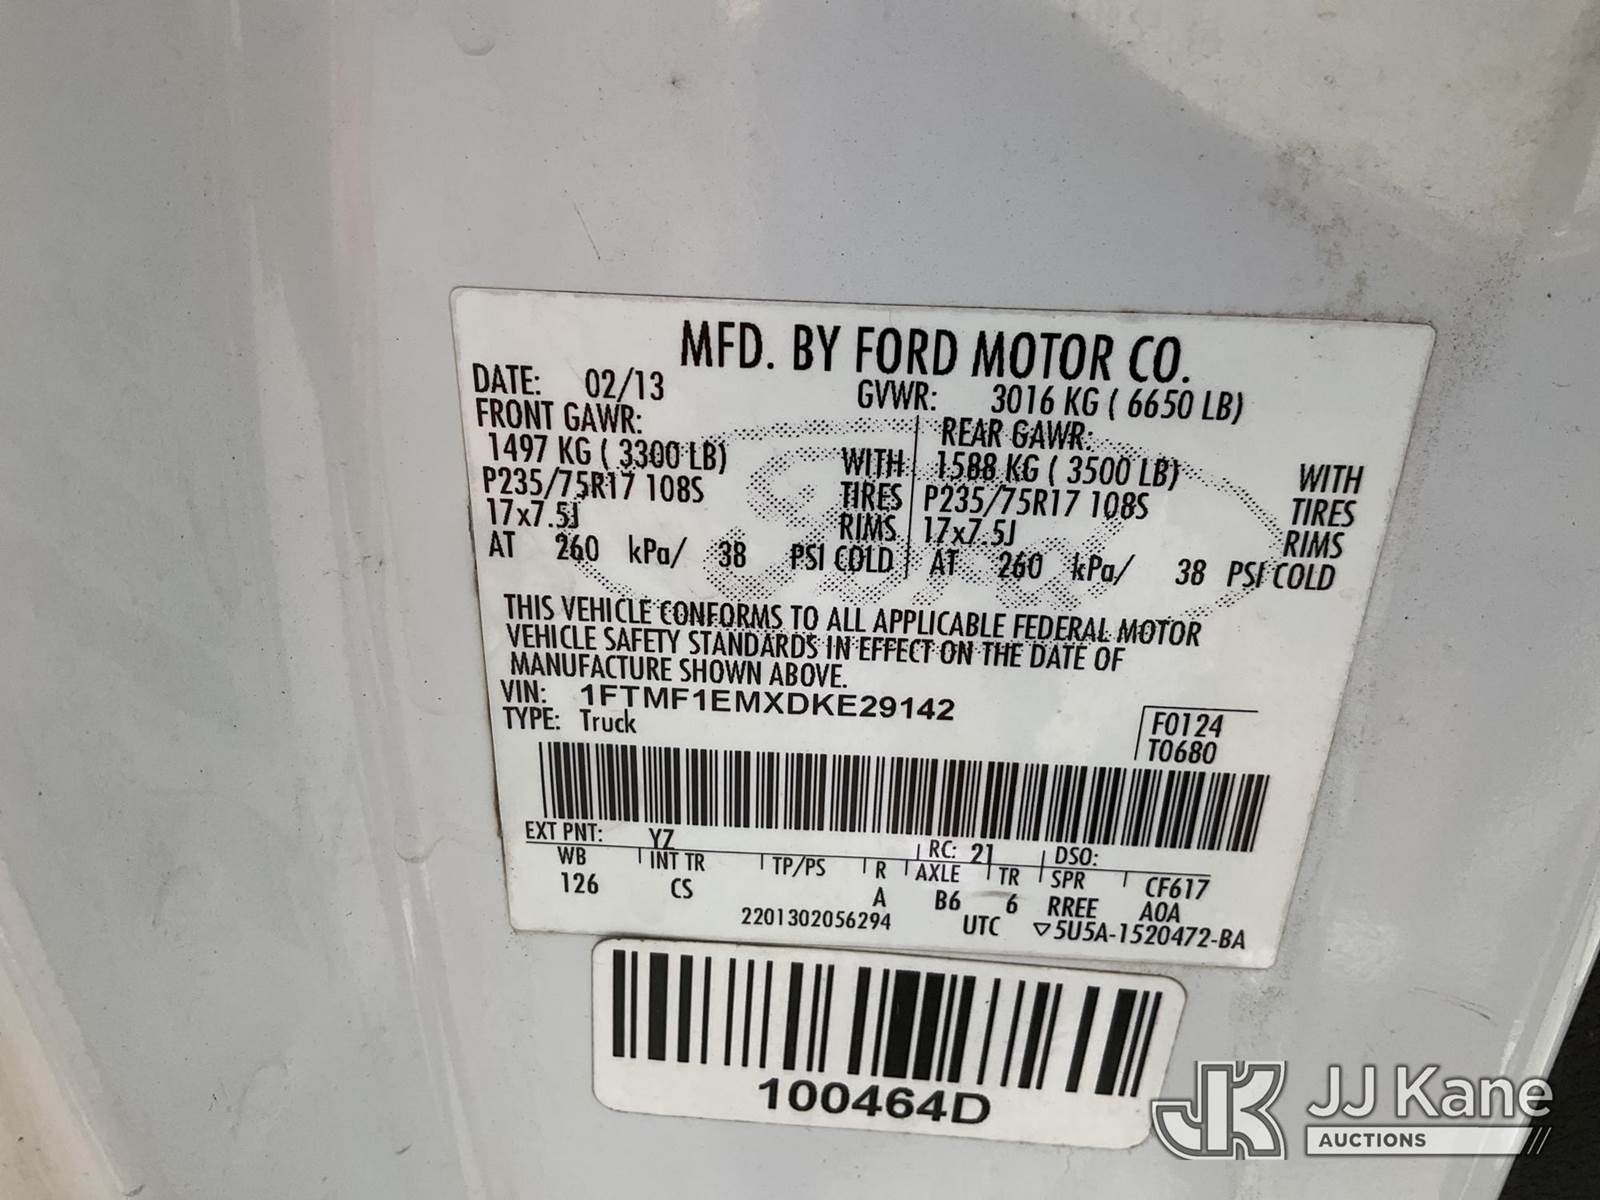 MFD. BY FORD MOTOR CO.
DATE: 02/13 GVWR: 3016 KG ( 6650 LB)
FRONT GAWR: REAR GAWR:
1497 KG ( 3300 LB) WITH 1588 KG ( 3500 LB) WITH
P235/75R17 108S TIRES P235/75R17 108S TIRES
17x7.5J RIMS 17x7.5J RIMS
AT 260 kPa/ 38 PSI COLD AT 260 kPa/ 38 PSI COLD
THIS VEHICLE CONFORMS TO ALL APPLICABLE FEDERAL MOTOR
VEHICLE SAFETY STANDARDS IN EFFECT ON THE DATE OF
MANUFACTURE SHOWN ABOVE.
VIN: 1FTMF1EMXDKE29142
TYPE: Truck
F0124
T0680
EXT PNT: YZ RC: 21 DSO:
WB INT TR TP/PS R AXLE TR SPR CF617
126 CS A B6 6 RREE A0A
2201302056294 UTC ▽5U5A-1520472-BA
100464D
JK JJ Kane
AUCTIONS